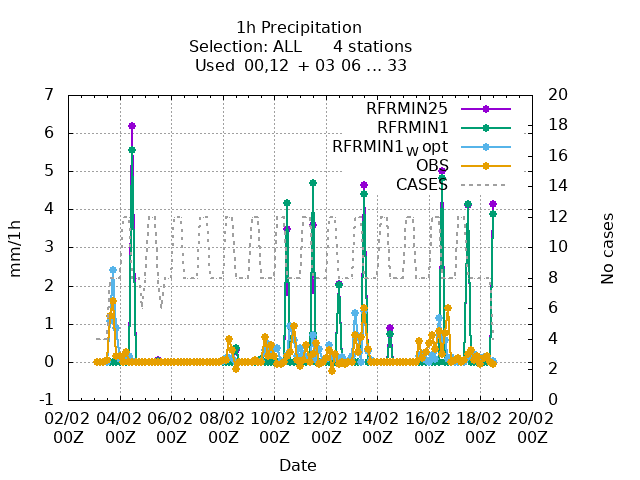 1h Precipitation
Selection: ALL 4 stations
Used 00,12 + 03 06 ... 33
7 20
6 18
5 16
4 14
3 12
2 10
1 8
0 6
-1 4
2
0
mm/1h
No cases
RFRMIN25
RFRMIN1
RFRMIN1w opt
OBS
CASES
02/02 04/02 06/02 08/02 10/02 12/02 14/02 16/02 18/02 20/02
00Z 00Z 00Z 00Z 00Z 00Z 00Z 00Z 00Z 00Z
Date